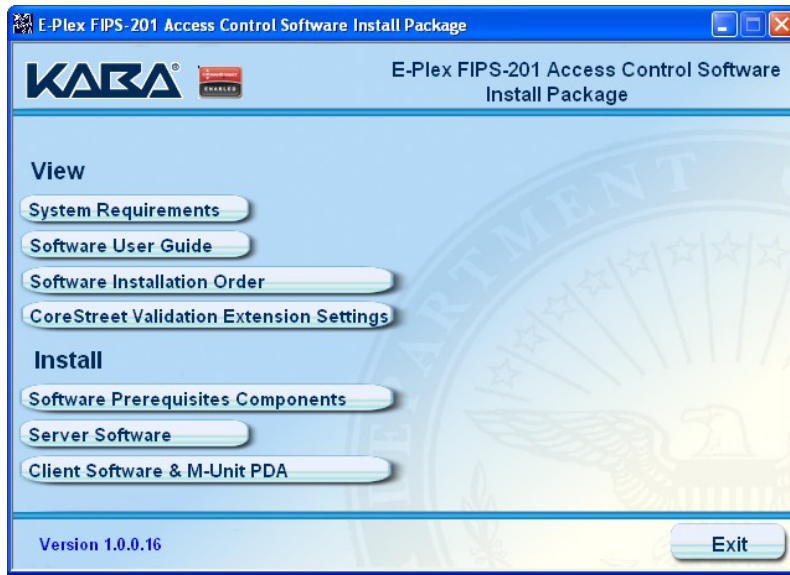 E-Plex FIPS-201 Access Control Software Install Package
KABA®
ENABLED
E-Plex FIPS-201 Access Control Software
Install Package
View
System Requirements
Software User Guide
Software Installation Order
CoreStreet Validation Extension Settings
Install
Software Prerequisites Components
Server Software
Client Software & M-Unit PDA
Version 1.0.0.16
Exit
DEPARTMENT